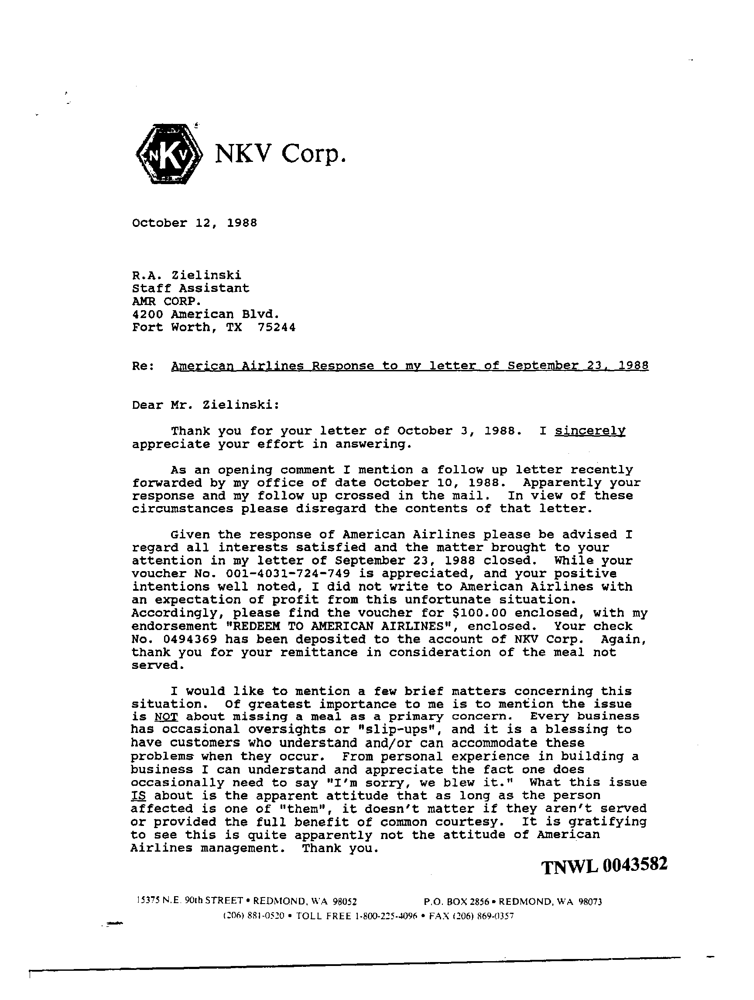 NKV NKV Corp.
October 12, 1988
R.A. Zielinski
Staff Assistant
AMR CORP.
4200 American Blvd.
Fort Worth, TX 75244
Re: American Airlines Response to my letter of September 23, 1988
Dear Mr. Zielinski:
Thank you for your letter of October 3, 1988. I sincerely
appreciate your effort in answering.
As an opening comment I mention a follow up letter recently
forwarded by my office of date October 10, 1988. Apparently your
response and my follow up crossed in the mail. In view of these
circumstances please disregard the contents of that letter.
Given the response of American Airlines please be advised I
regard all interests satisfied and the matter brought to your
attention in my letter of September 23, 1988 closed. While your
voucher No. 001-4031-724-749 is appreciated, and your positive
intentions well noted, I did not write to American Airlines with
an expectation of profit from this unfortunate situation.
Accordingly, please find the voucher for $100.00 enclosed, with my
endorsement "REDEEM TO AMERICAN AIRLINES", enclosed. Your check
No. 0494369 has been deposited to the account of NKV Corp. Again,
thank you for your remittance in consideration of the meal not
served.
I would like to mention a few brief matters concerning this
situation. Of greatest importance to me is to mention the issue
is NOT about missing a meal as a primary concern. Every business
has occasional oversights or "slip-ups", and it is a blessing to
have customers who understand and/or can accommodate these
problems when they occur. From personal experience in building a
business I can understand and appreciate the fact one does
occasionally need to say "I'm sorry, we blew it." What this issue
IS about is the apparent attitude that as long as the person
affected is one of "them", it doesn't matter if they aren't served
or provided the full benefit of common courtesy. It is gratifying
to see this is quite apparently not the attitude of American
Airlines management. Thank you.
TNWL 0043582
15375 N.E. 90th STREET • REDMOND, WA 98052 P.O. BOX 2856 • REDMOND, WA 98073
(206) 881-0520 • TOLL FREE 1-800-225-4096 • FAX (206) 869-0357